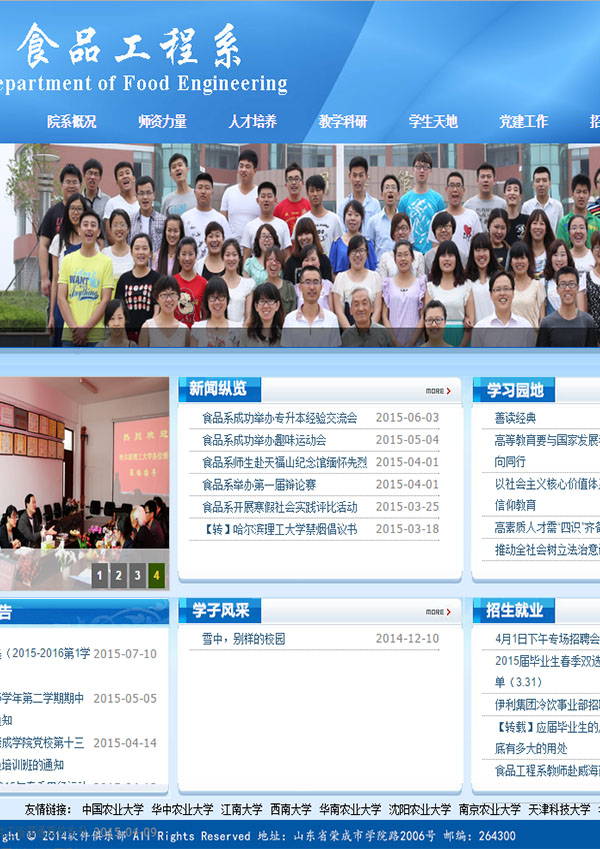 食品工程系
epartment of Food Engineering
院系概况 师资力量 人才培养 教学科研 学生天地 党建工作 招
新闻纵览 MORE
食品系成功举办专升本经验交流会 2015-06-03
食品系成功举办趣味运动会 2015-05-04
食品系师生赴天福山纪念馆缅怀先烈 2015-04-01
食品系举办第一届辩论赛 2015-04-01
食品系开展寒假社会实践评比活动 2015-03-25
【转】哈尔滨理工大学禁烟倡议书 2015-03-18
学习园地
善读经典
高等教育要与国家发展
向同行
以社会主义核心价值体
信仰教育
高素质人才需“四识”齐
推动全社会树立法治意
热烈欢迎
1 2 3 4
告
（2015-2016第1学 2015-07-10
学年第二学期期中 2015-05-05
通知
成学院党校第十三 2015-04-14
培训班的通知
学子风采 MORE
雪中，别样的校园 2014-12-10
招生就业
4月1日下午专场招聘会
2015届毕业生春季双选
单（3.31）
伊利集团冷饮事业部招
【转载】应届毕业生的
底有多大的用处
食品工程系教师赴威海
友情链接： 中国农业大学 华中农业大学 江南大学 西南大学 华南农业大学 沈阳农业大学 南京农业大学 天津科技大学
2015-04-09
ght © 2014软件俱乐部 All Rights Reserved 地址：山东省荣成市学院路2006号 邮编：264300